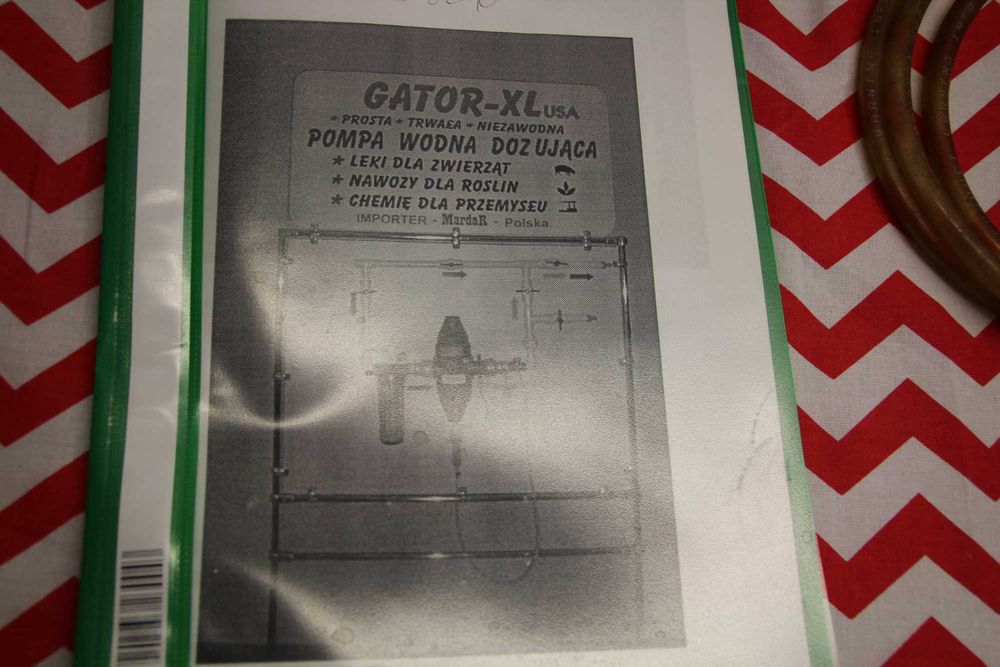 GATOR-XL USA
* PROSTA * TRWAŁA * NIEZAWODNA
POMPA WODNA DOZUJĄCA
* LEKI DLA ZWIERZĄT
* NAWOZY DLA ROSLIN
* CHEMIĘ DLA PRZEMYSŁU
IMPORTER - MardaR - Polska